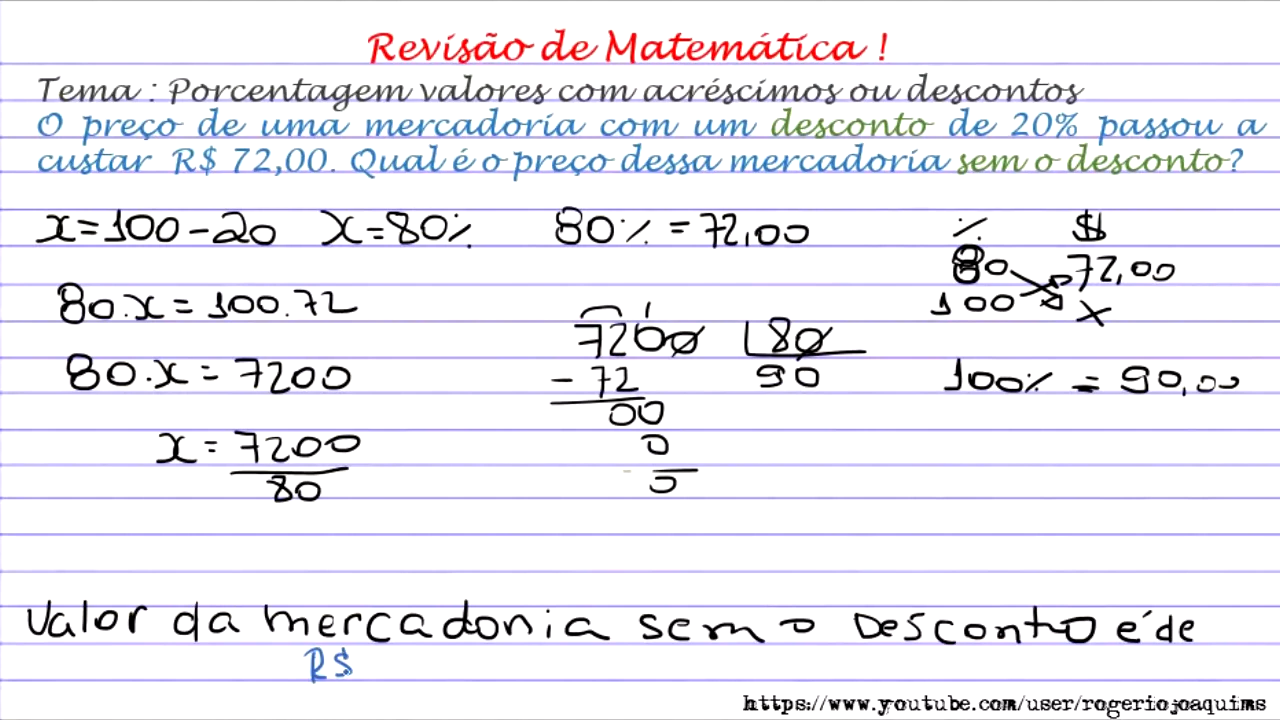 Revisão de Matemática !
Tema : Porcentagem valores com acréscimos ou descontos
O preço de uma mercadoria com um desconto de 20% passou a
custar R$ 72,00. Qual é o preço dessa mercadoria sem o desconto?
x=100-20 x=80% 80% = 72,00 % $
80 72,00
80.x = 100.72 100 x
7200 80
80.x = 7200 - 72 90 100% = 90,00
00
x = 7200 0
80 0
Valor da mercadoria sem o Desconto é de
R$
https://www.youtube.com/user/rogeriojoaquims